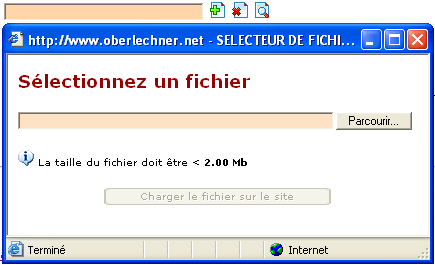 http://www.oberlechner.net - SELECTEUR DE FICHI...
Sélectionnez un fichier
Parcourir...
La taille du fichier doit être < 2.00 Mb
Charger le fichier sur le site
Terminé
Internet